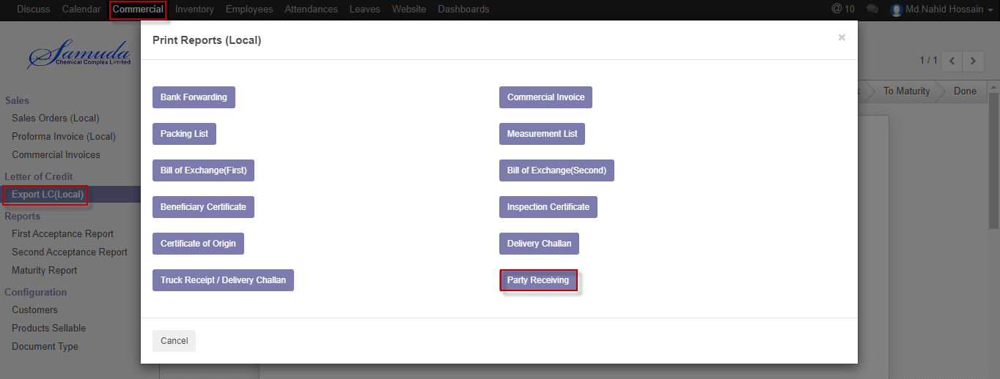 Discuss Calendar Commercial Inventory Employees Attendances Leaves Website Dashboards @ 10 Md.Nahid Hossain
Print Reports (Local) ×
Samuda
Chemical Complex Limited
1 / 1
To Maturity Done
Sales
Sales Orders (Local)
Proforma Invoice (Local)
Commercial Invoices
Letter of Credit
Export LC(Local)
Reports
First Acceptance Report
Second Acceptance Report
Maturity Report
Configuration
Customers
Products Sellable
Document Type
Bank Forwarding Commercial Invoice
Packing List Measurement List
Bill of Exchange(First) Bill of Exchange(Second)
Beneficiary Certificate Inspection Certificate
Certificate of Origin Delivery Challan
Truck Receipt / Delivery Challan Party Receiving
Cancel